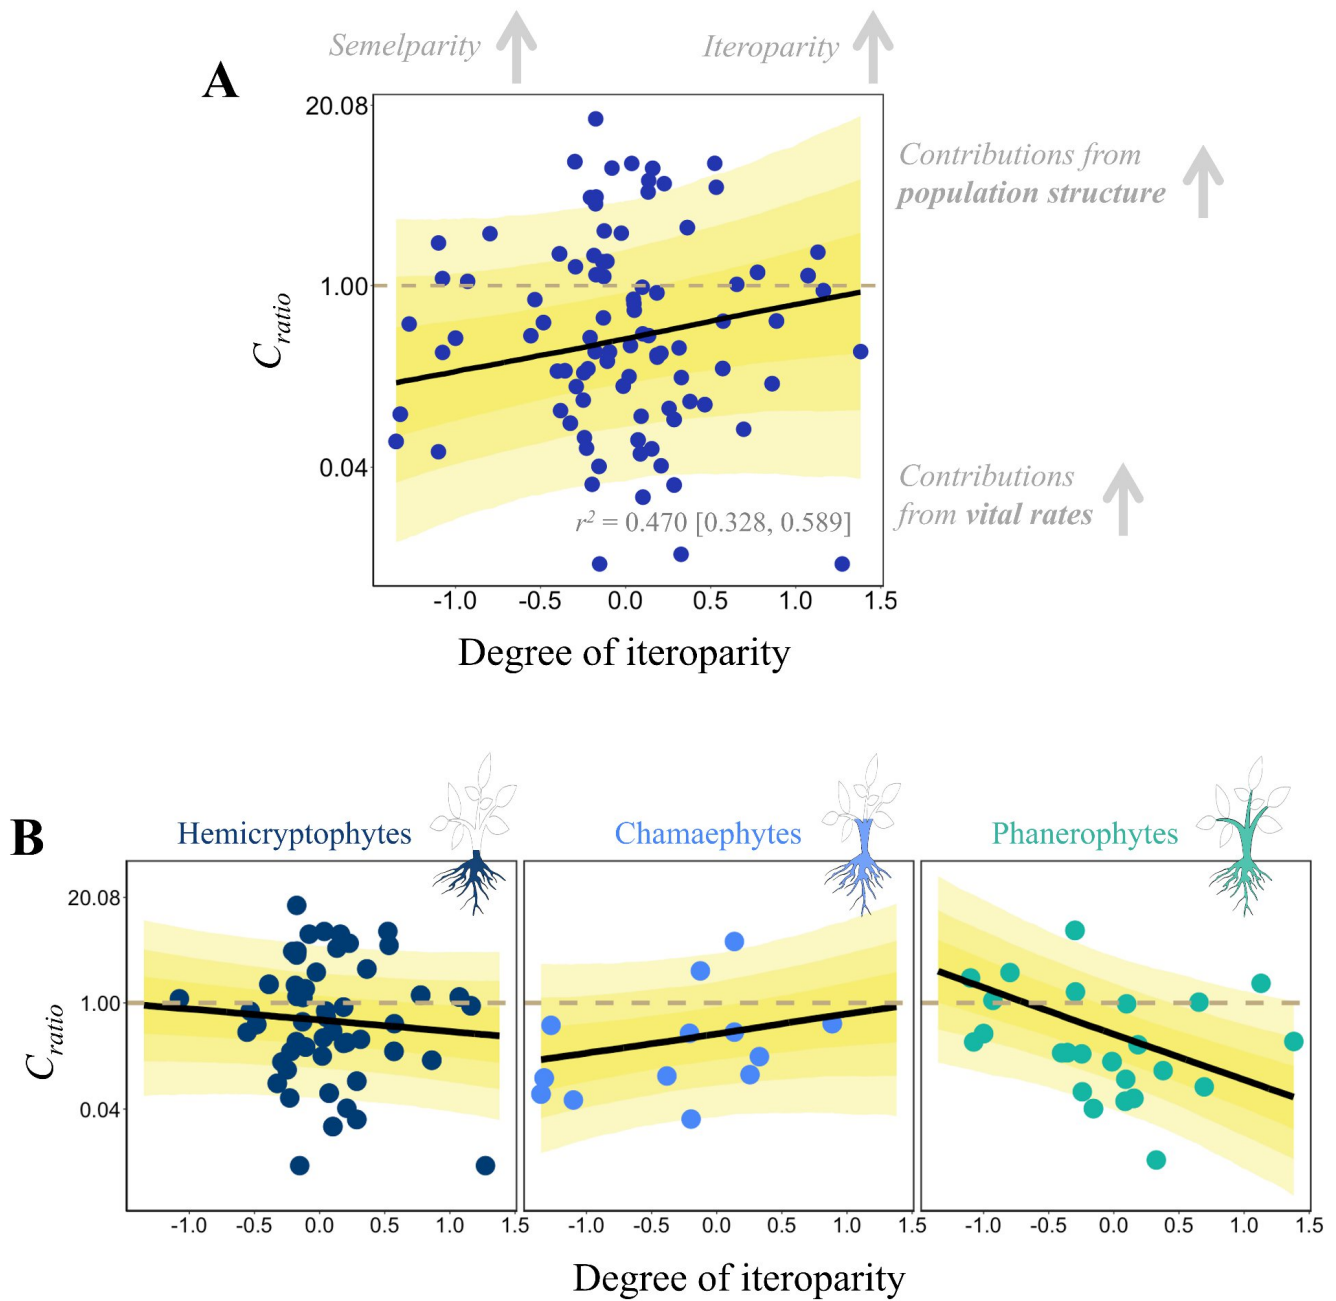 Semelparity
Iteroparity
A
20.08
1.00
0.04
C_ratio
Contributions from
population structure
Contributions
from vital rates
r² = 0.470 [0.328, 0.589]
-1.0 -0.5 0.0 0.5 1.0 1.5
Degree of iteroparity
B
Hemicryptophytes
Chamaephytes
Phanerophytes
20.08
1.00
0.04
C_ratio
-1.0 -0.5 0.0 0.5 1.0 1.5
-1.0 -0.5 0.0 0.5 1.0 1.5
-1.0 -0.5 0.0 0.5 1.0 1.5
Degree of iteroparity